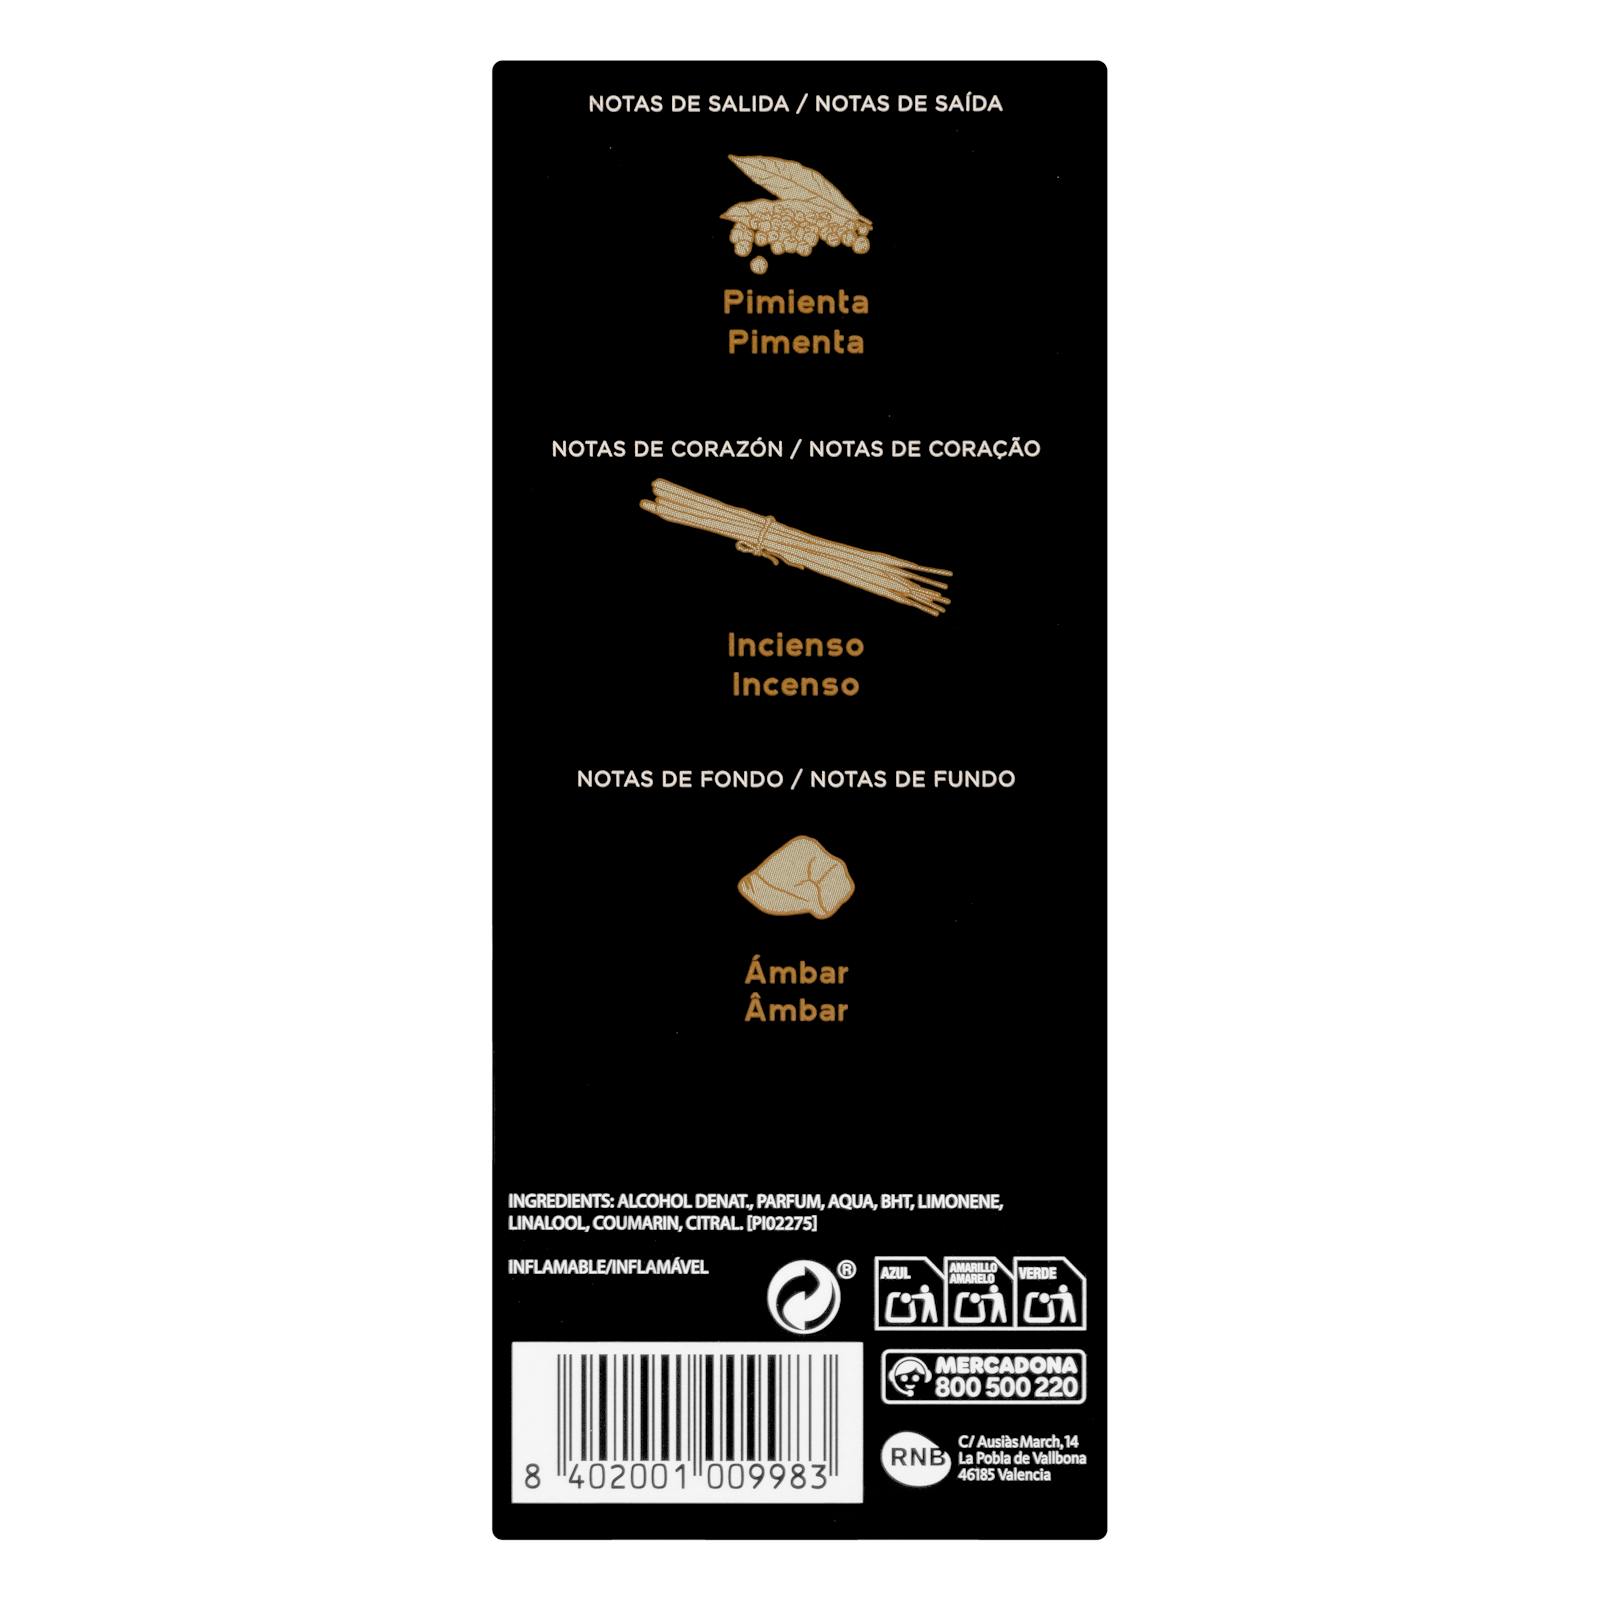 NOTAS DE SALIDA / NOTAS DE SAÍDA
Pimienta
Pimenta
NOTAS DE CORAZÓN / NOTAS DE CORAÇÃO
Incienso
Incenso
NOTAS DE FONDO / NOTAS DE FUNDO
Ámbar
Âmbar
INGREDIENTS: ALCOHOL DENAT., PARFUM, AQUA, BHT, LIMONENE,
LINALOOL, COUMARIN, CITRAL. [PI02275]
INFLAMABLE/INFLAMÁVEL
®
AZUL
AMARILLO
AMARELO
VERDE
MERCADONA
800 500 220
RNB
C/ Ausiàs March, 14
La Pobla de Vallbona
46185 Valencia
8 402001 009983